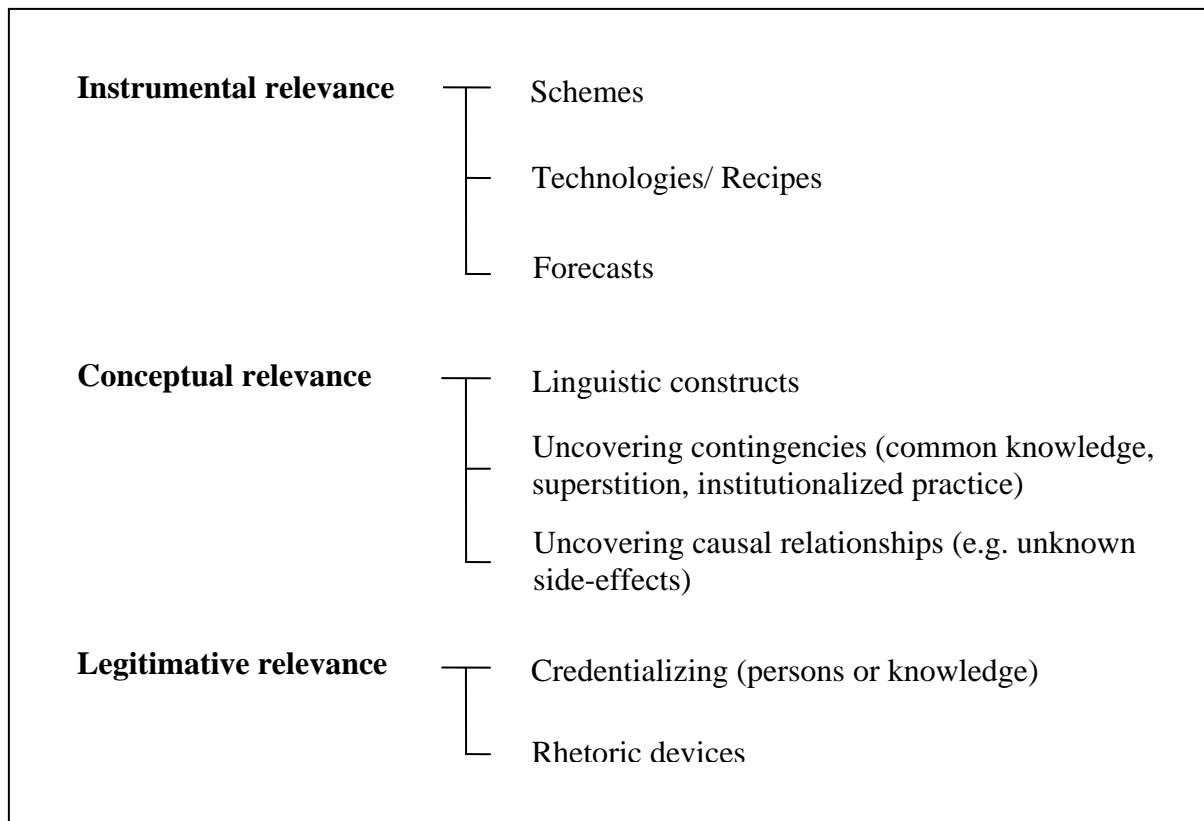 Instrumental relevance
Schemes
Technologies/ Recipes
Forecasts
Conceptual relevance
Linguistic constructs
Uncovering contingencies (common knowledge,
superstition, institutionalized practice)
Uncovering causal relationships (e.g. unknown
side-effects)
Legitimative relevance
Credentializing (persons or knowledge)
Rhetoric devices